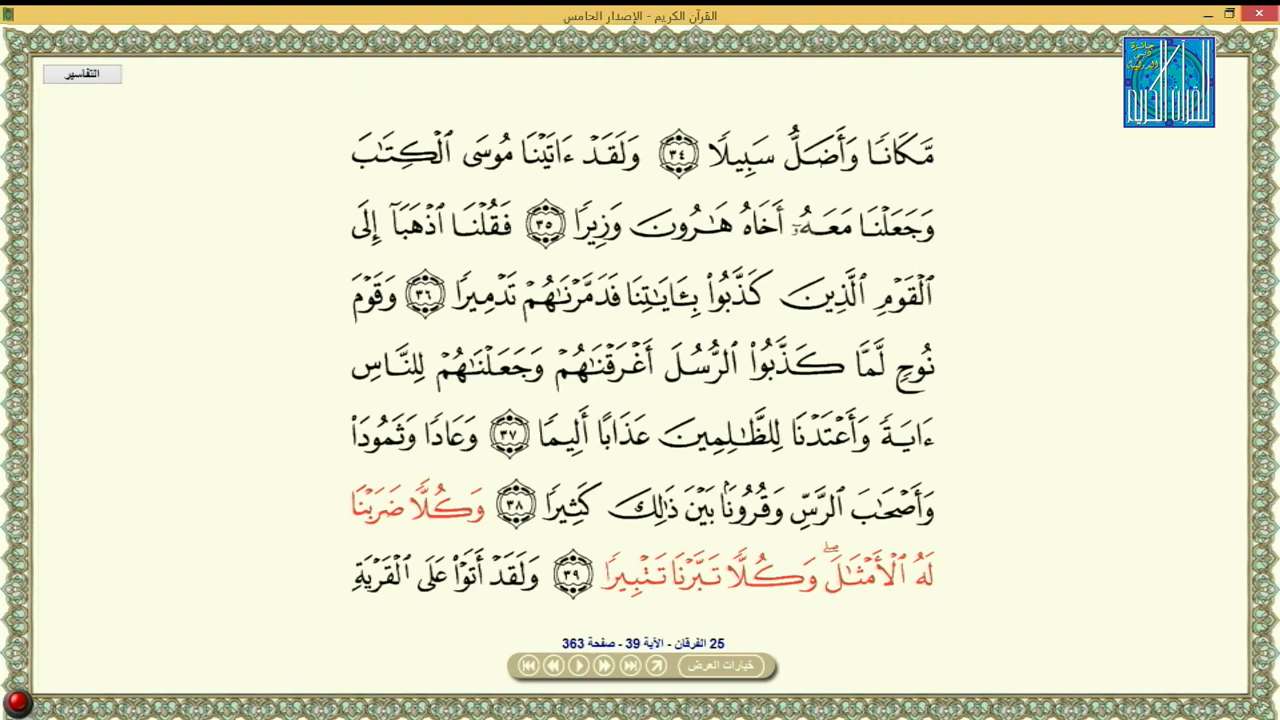 القرآن الكريم - الإصدار الخامس
التفاسير
مَّكَانٗا وَأَضَلُّ سَبِيلٗا ٣٤ وَلَقَدۡ ءَاتَيۡنَا مُوسَى ٱلۡكِتَٰبَ
وَجَعَلۡنَا مَعَهُۥٓ أَخَاهُ هَٰرُونَ وَزِيرٗا ٣٥ فَقُلۡنَا ٱذۡهَبَآ إِلَى
ٱلۡقَوۡمِ ٱلَّذِينَ كَذَّبُواْ بِـَٔايَٰتِنَا فَدَمَّرۡنَٰهُمۡ تَدۡمِيرٗا ٣٦ وَقَوۡمَ
نُوحٖ لَّمَّا كَذَّبُواْ ٱلرُّسُلَ أَغۡرَقۡنَٰهُمۡ وَجَعَلۡنَٰهُمۡ لِلنَّاسِ
ءَايَةٗ وَأَعۡتَدۡنَا لِلظَّٰلِمِينَ عَذَابًا أَلِيمٗا ٣٧ وَعَادٗا وَثَمُودَاْ
وَأَصۡحَٰبَ ٱلرَّسِّ وَقُرُونَۢا بَيۡنَ ذَٰلِكَ كَثِيرٗا ٣٨ وَكُلّٗا ضَرَبۡنَا
لَهُ ٱلۡأَمۡثَٰلَۖ وَكُلّٗا تَبَّرۡنَا تَتۡبِيرٗا ٣٩ وَلَقَدۡ أَتَوۡاْ عَلَى ٱلۡقَرۡيَةِ
25 الفرقان - الآية 39 - صفحة 363
خيارات العرض